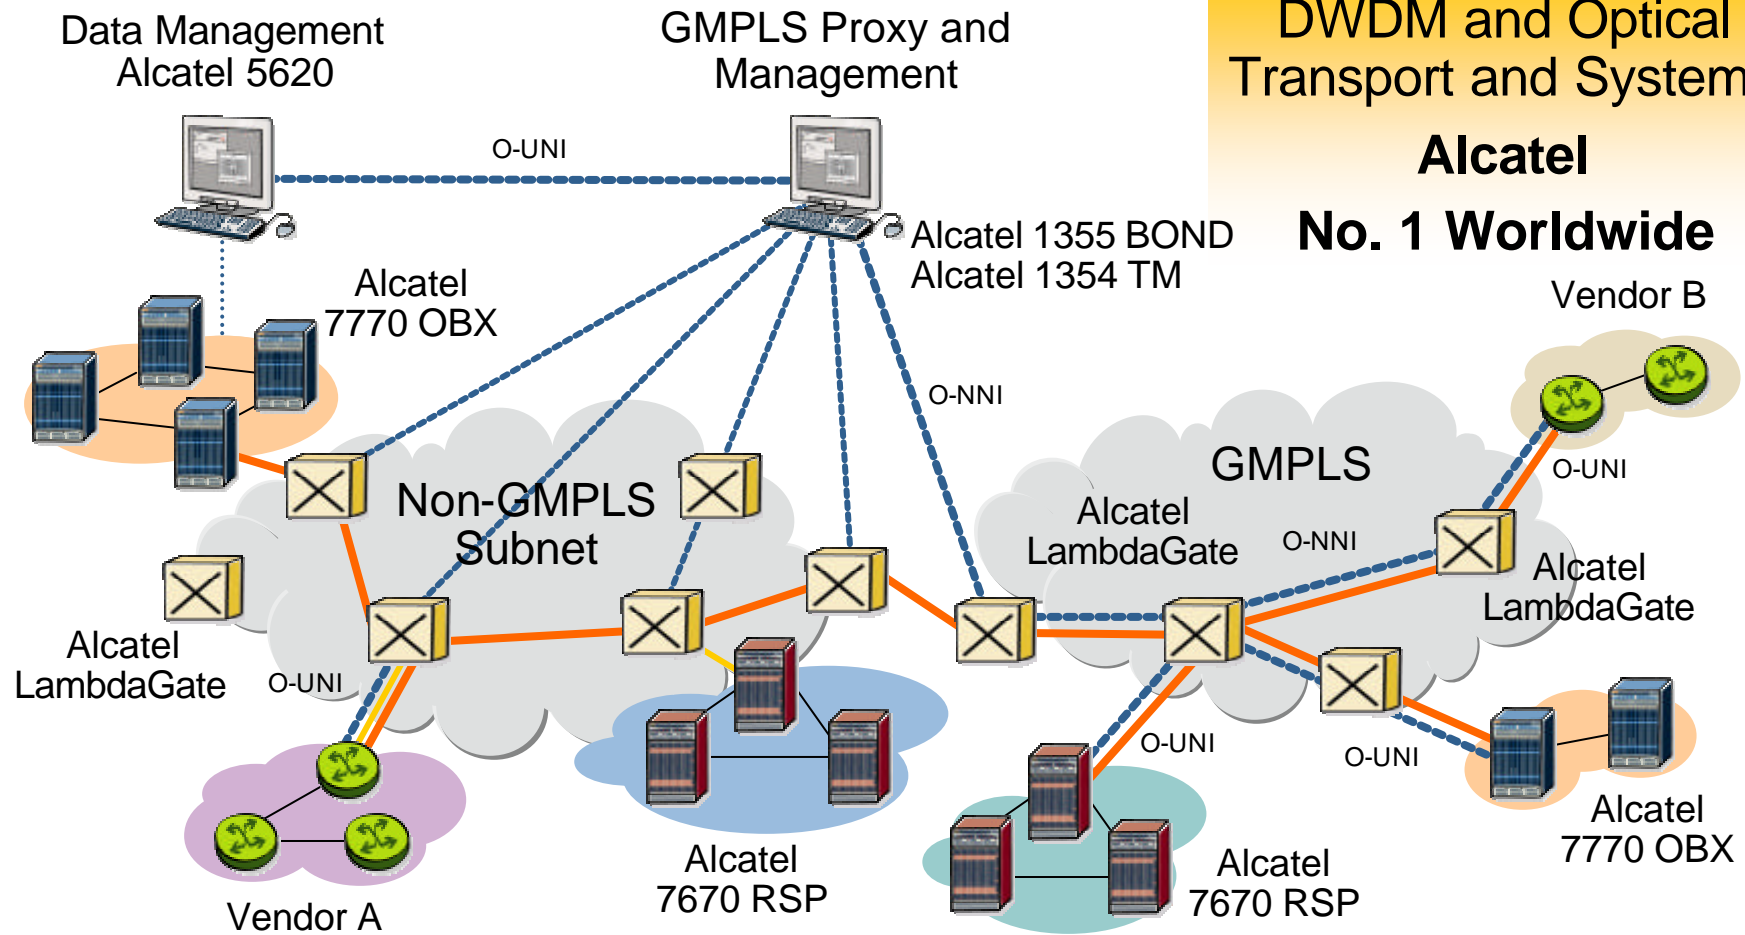 Data Management
Alcatel 5620
GMPLS Proxy and
Management
DWDM and Optical
Transport and System
Alcatel
No. 1 Worldwide
O-UNI
Alcatel 1355 BOND
Alcatel 1354 TM
Alcatel
7770 OBX
Vendor B
O-NNI
Non-GMPLS
Subnet
GMPLS
O-UNI
Alcatel
LambdaGate
O-NNI
Alcatel
LambdaGate
Alcatel
LambdaGate
O-UNI
O-UNI
O-UNI
Alcatel
7770 OBX
Alcatel
7670 RSP
Alcatel
7670 RSP
Vendor A